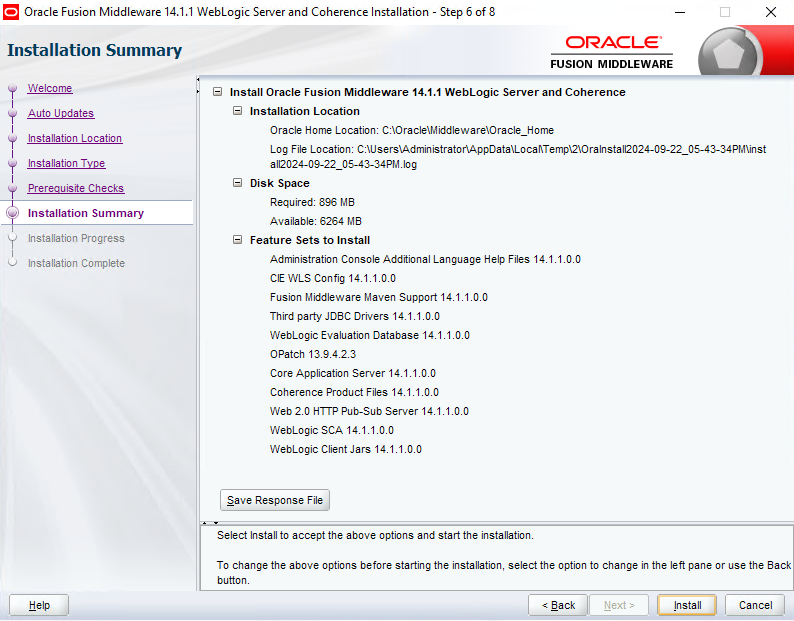 Oracle Fusion Middleware 14.1.1 WebLogic Server and Coherence Installation - Step 6 of 8
Installation Summary
ORACLE
FUSION MIDDLEWARE
Welcome
Auto Updates
Installation Location
Installation Type
Prerequisite Checks
Installation Summary
Installation Progress
Installation Complete
Install Oracle Fusion Middleware 14.1.1 WebLogic Server and Coherence
Installation Location
Oracle Home Location: C:\Oracle\Middleware\Oracle_Home
Log File Location: C:\Users\Administrator\AppData\Local\Temp\2\OraInstall2024-09-22_05-43-34PM\inst
all2024-09-22_05-43-34PM.log
Disk Space
Required: 896 MB
Available: 6264 MB
Feature Sets to Install
Administration Console Additional Language Help Files 14.1.1.0.0
CIE WLS Config 14.1.1.0.0
Fusion Middleware Maven Support 14.1.1.0.0
Third party JDBC Drivers 14.1.1.0.0
WebLogic Evaluation Database 14.1.1.0.0
OPatch 13.9.4.2.3
Core Application Server 14.1.1.0.0
Coherence Product Files 14.1.1.0.0
Web 2.0 HTTP Pub-Sub Server 14.1.1.0.0
WebLogic SCA 14.1.1.0.0
WebLogic Client Jars 14.1.1.0.0
Save Response File
Select Install to accept the above options and start the installation.
To change the above options before starting the installation, select the option to change in the left pane or use the Back
button.
Help
< Back
Next >
Install
Cancel